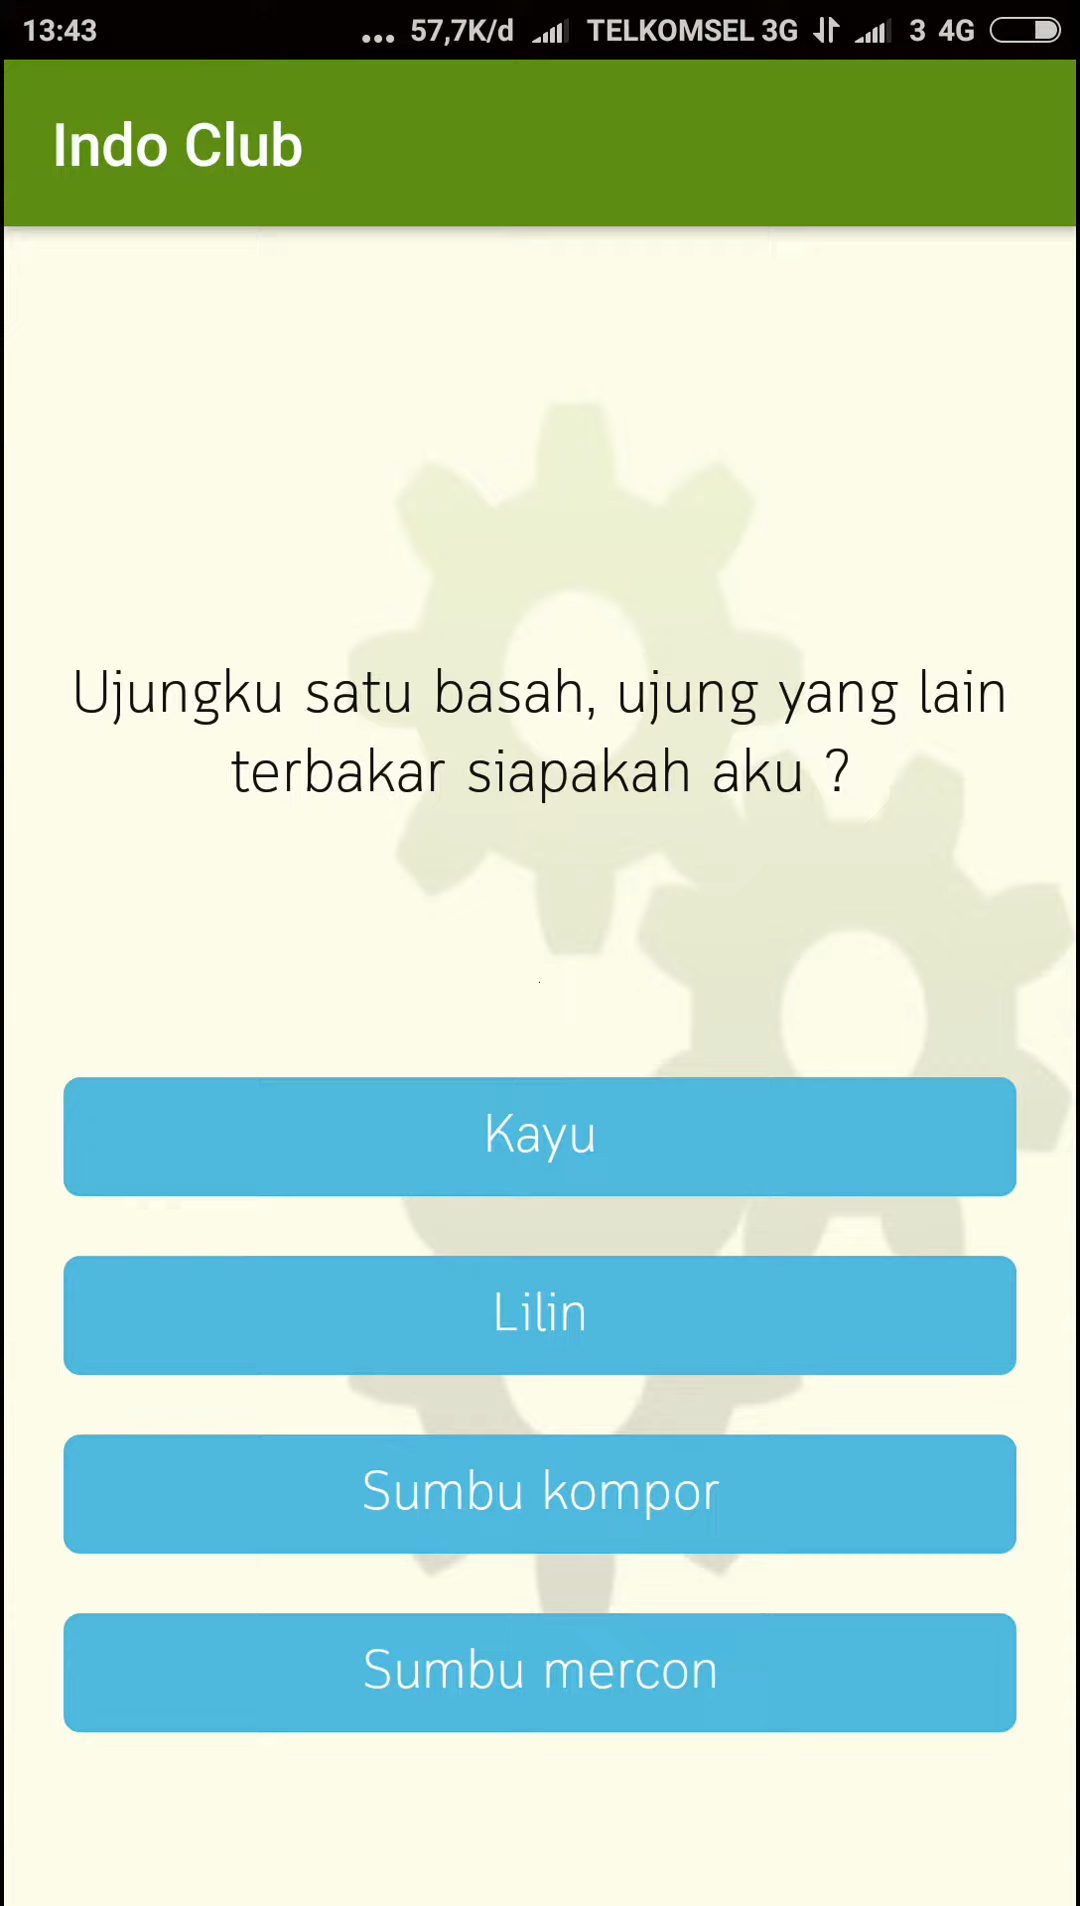 13:43 ... 57,7K/d TELKOMSEL 3G 3 4G
Indo Club
Ujungku satu basah, ujung yang lain
terbakar siapakah aku ?
Kayu
Lilin
Sumbu kompor
Sumbu mercon